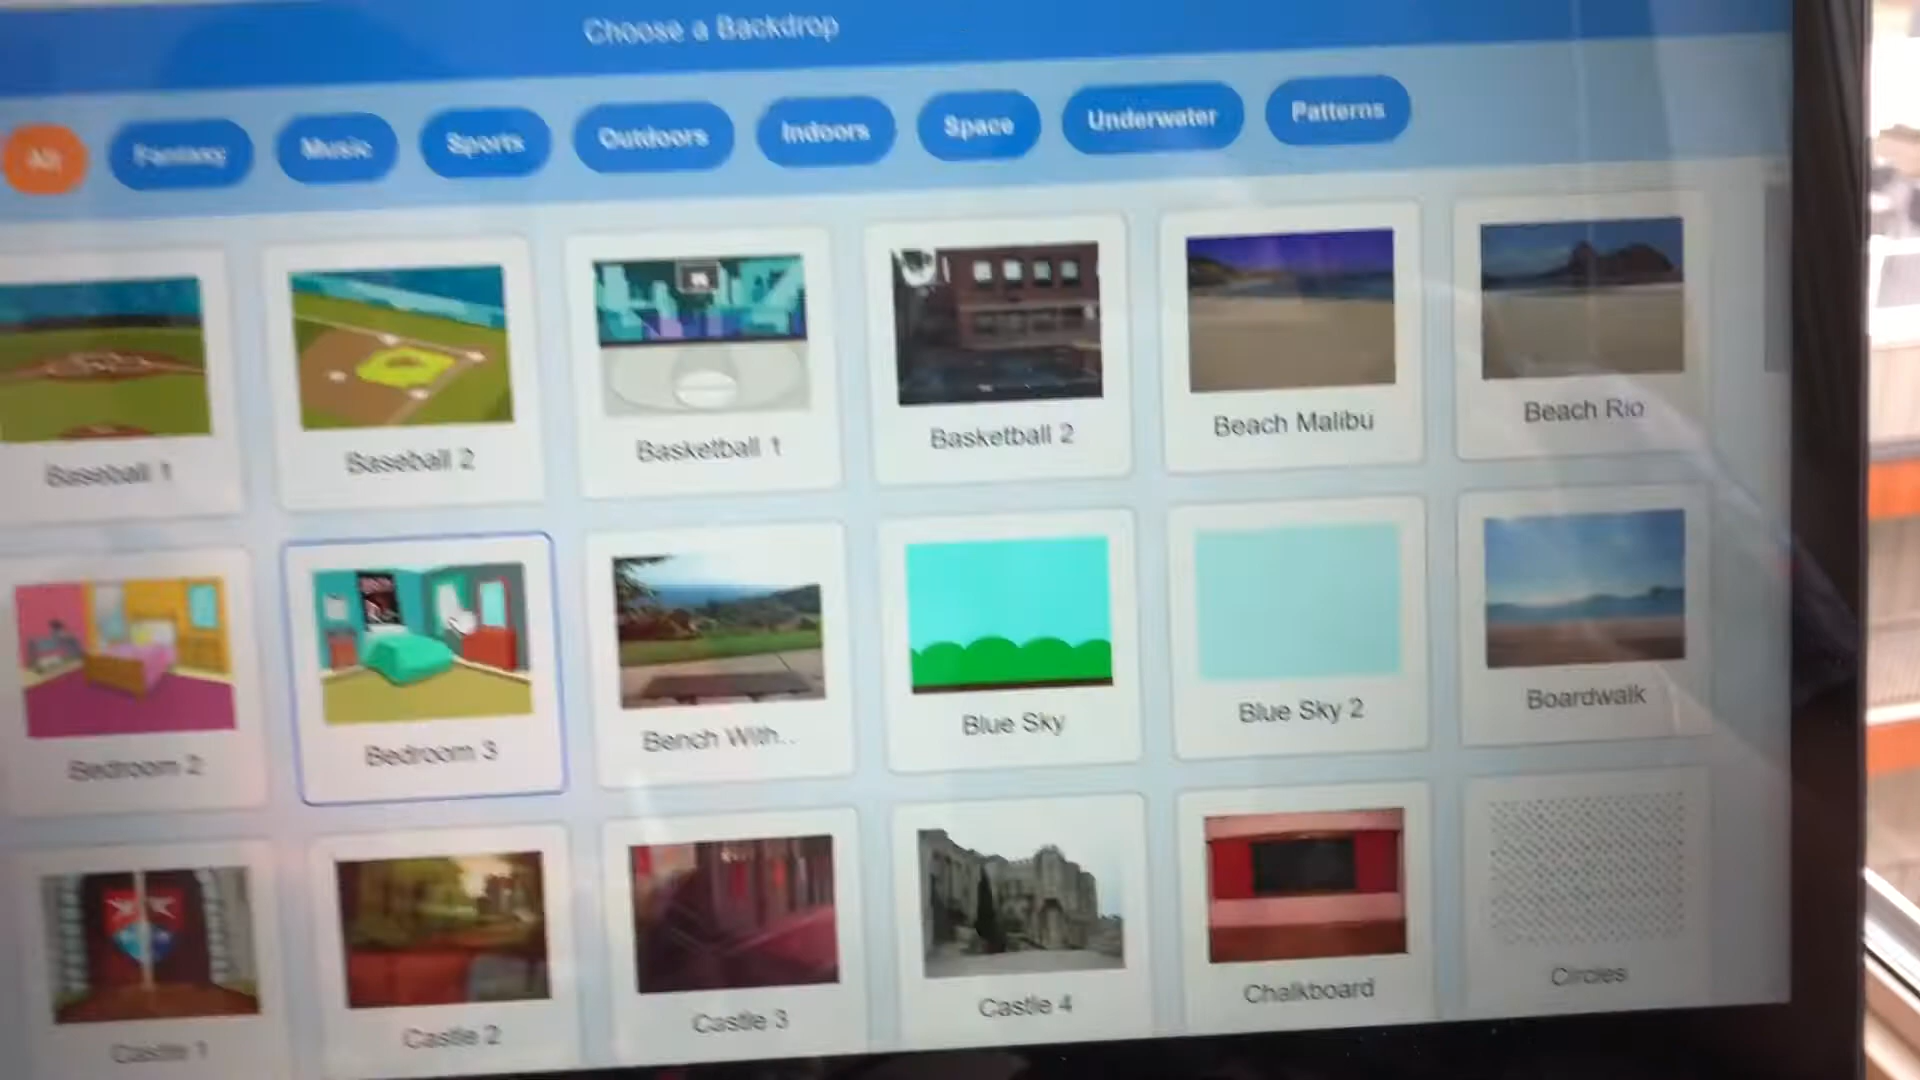 Choose a Backdrop
All
Fantasy
Music
Sports
Outdoors
Indoors
Space
Underwater
Patterns
Baseball 1
Baseball 2
Basketball 1
Basketball 2
Beach Malibu
Beach Rio
Bedroom 2
Bedroom 3
Bench With...
Blue Sky
Blue Sky 2
Boardwalk
Castle 1
Castle 2
Castle 3
Castle 4
Chalkboard
Circles